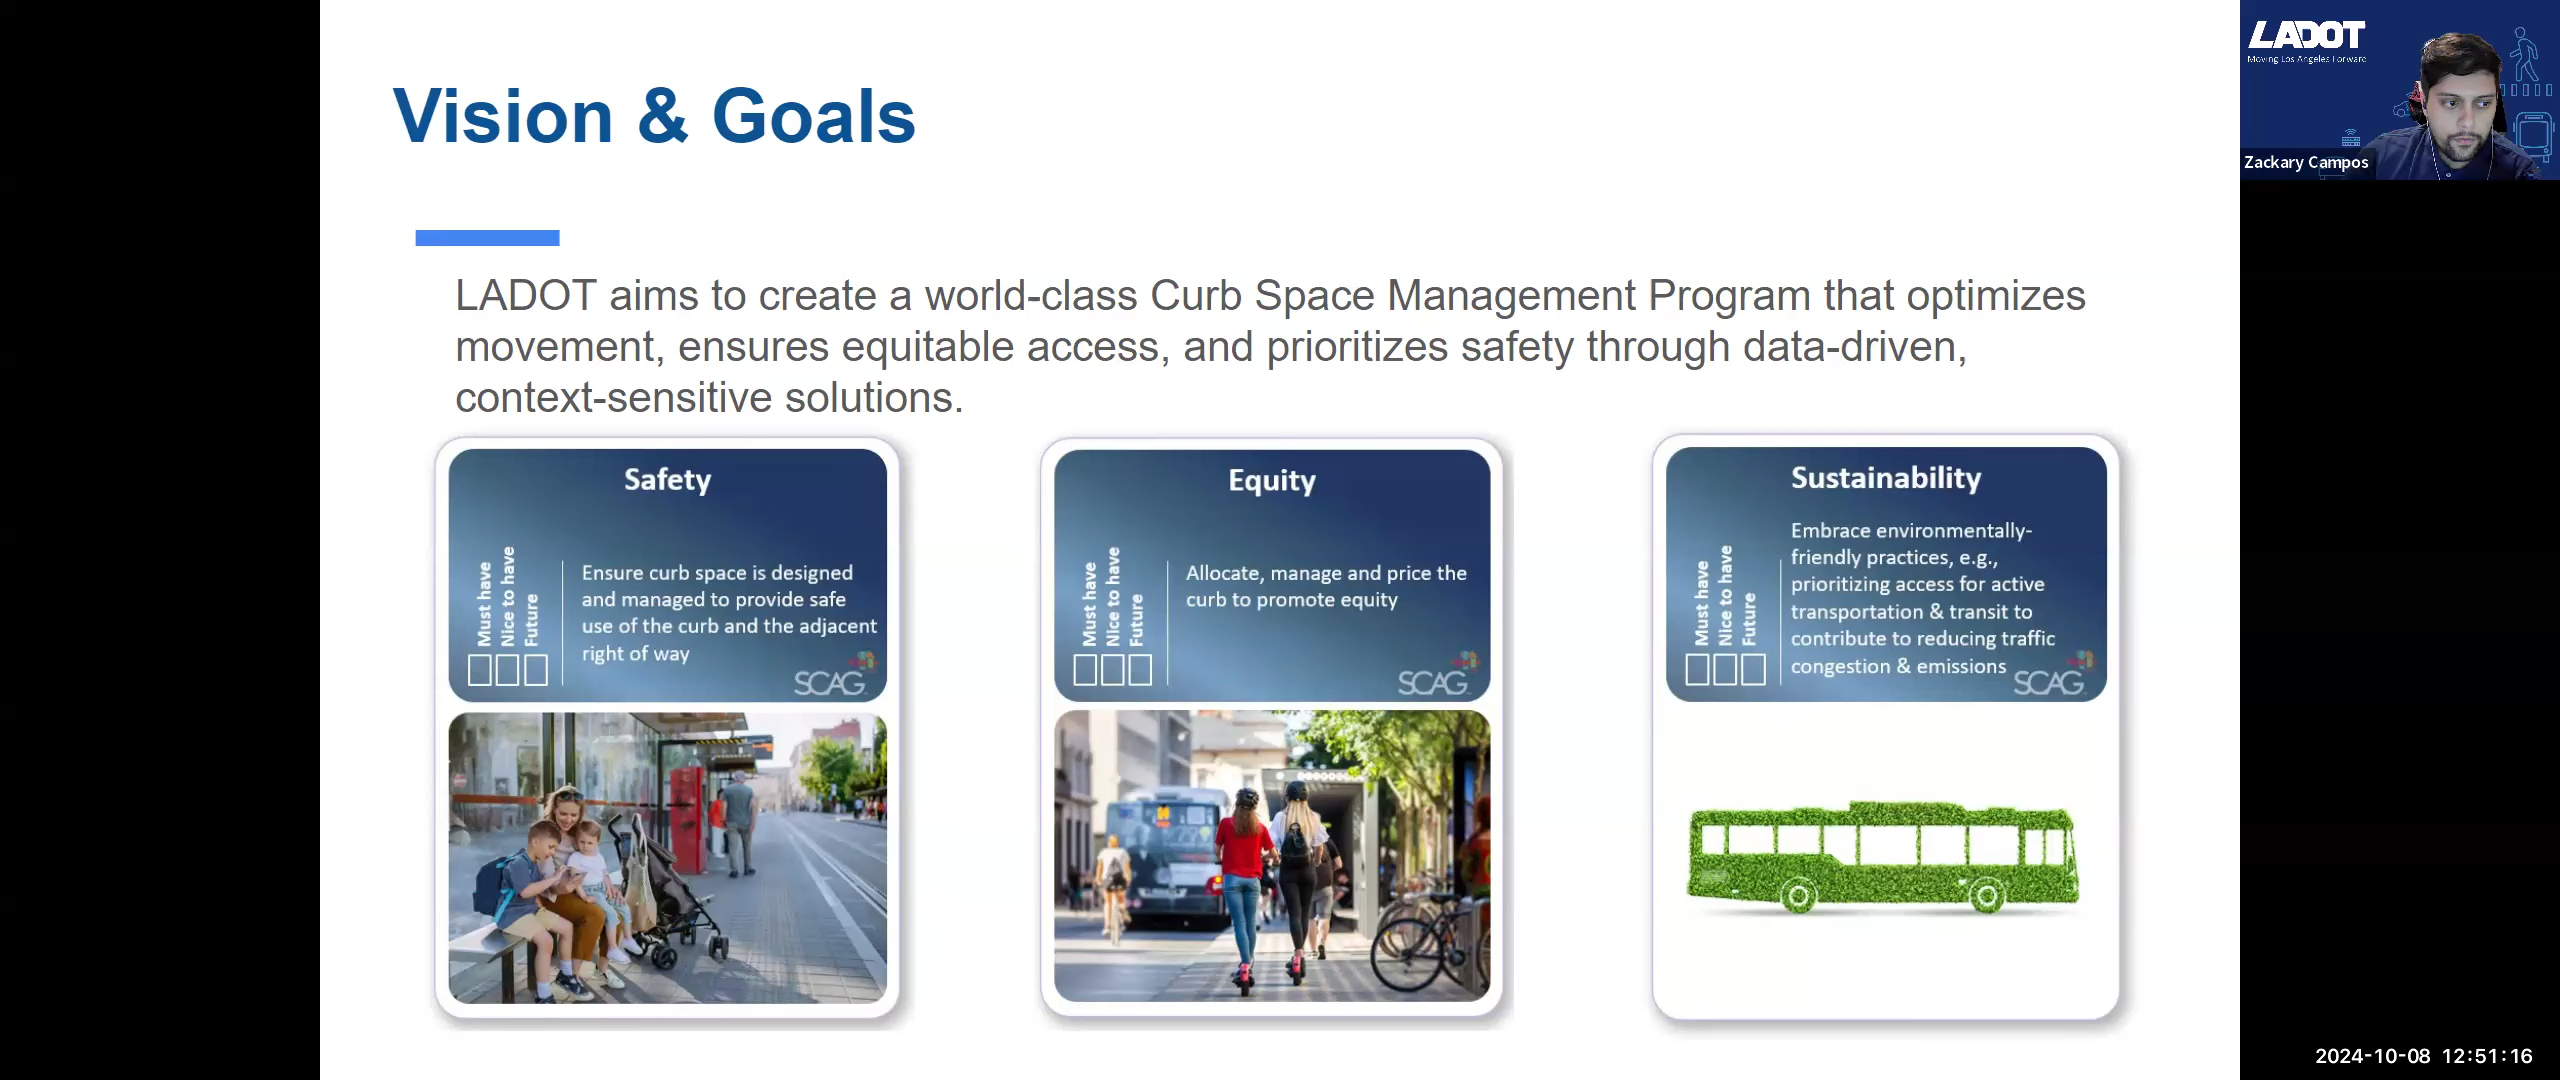 Vision & Goals
LADOT aims to create a world-class Curb Space Management Program that optimizes
movement, ensures equitable access, and prioritizes safety through data-driven,
context-sensitive solutions.
Safety
Must have
Nice to have
Future
Ensure curb space is designed
and managed to provide safe
use of the curb and the adjacent
right of way
SCAG
Equity
Must have
Nice to have
Future
Allocate, manage and price the
curb to promote equity
SCAG
Sustainability
Must have
Nice to have
Future
Embrace environmentally-
friendly practices, e.g.,
prioritizing access for active
transportation & transit to
contribute to reducing traffic
congestion & emissions
SCAG
LADOT
Moving Los Angeles Forward
Zackary Campos
2024-10-08 12:51:16